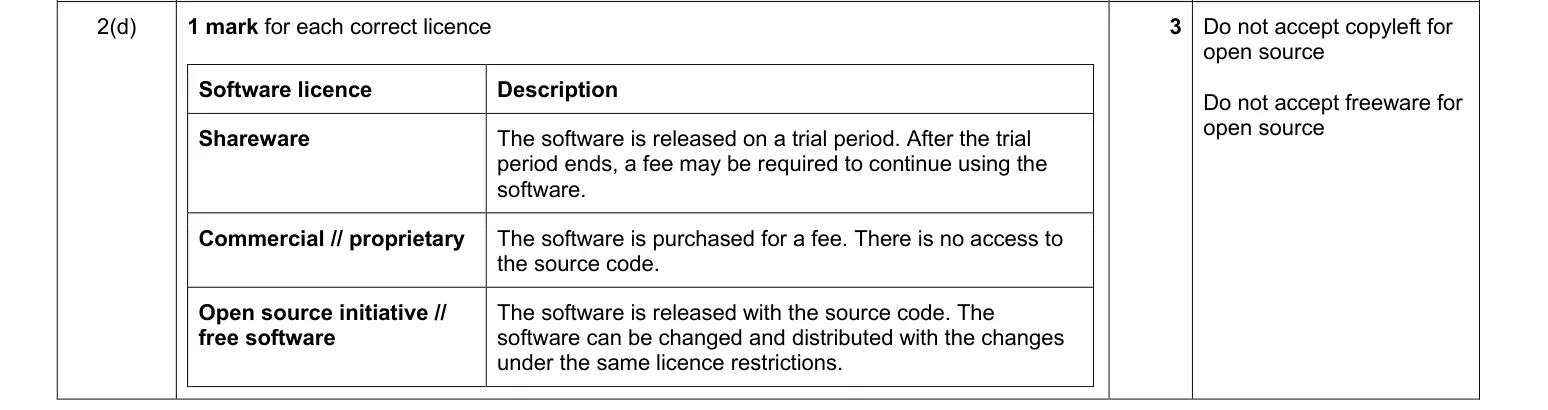 2(d)
1 mark for each correct licence
Software licence
Description
Shareware
The software is released on a trial period. After the trial
period ends, a fee may be required to continue using the
software.
Commercial // proprietary
The software is purchased for a fee. There is no access to
the source code.
Open source initiative //
free software
The software is released with the source code. The
software can be changed and distributed with the changes
under the same licence restrictions.
3
Do not accept copyleft for
open source
Do not accept freeware for
open source